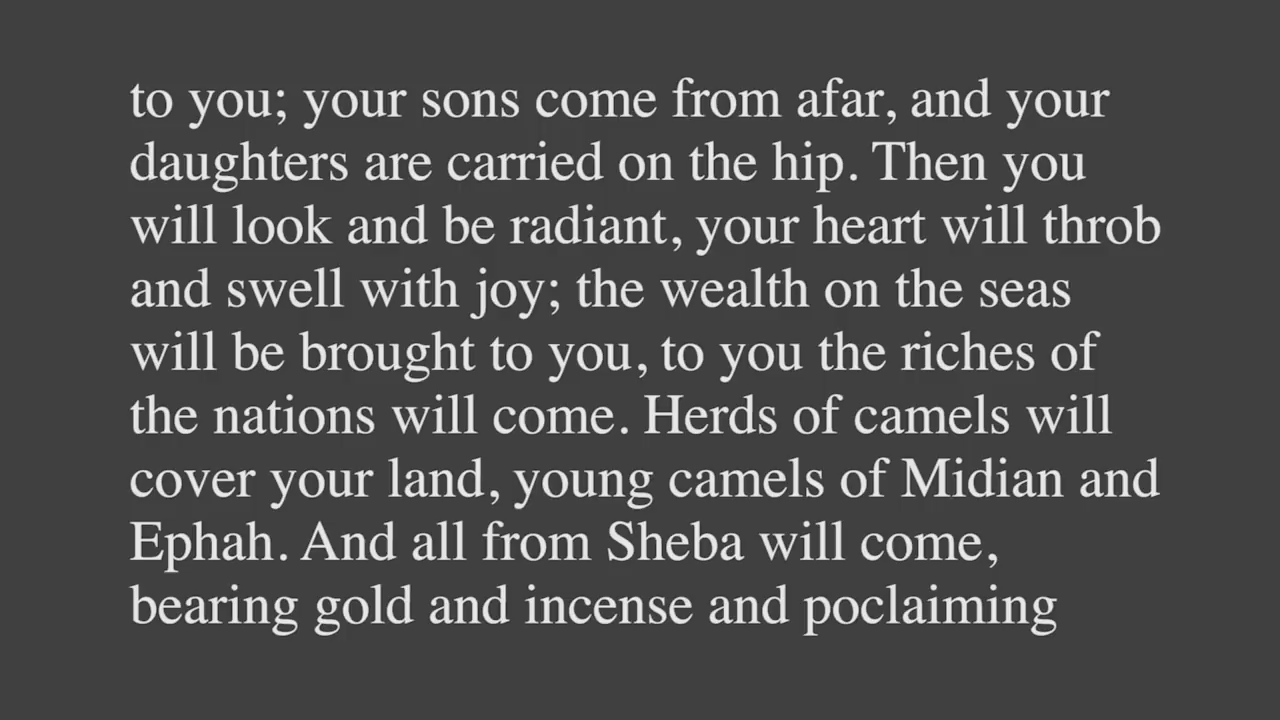 to you; your sons come from afar, and your
daughters are carried on the hip. Then you
will look and be radiant, your heart will throb
and swell with joy; the wealth on the seas
will be brought to you, to you the riches of
the nations will come. Herds of camels will
cover your land, young camels of Midian and
Ephah. And all from Sheba will come,
bearing gold and incense and poclaiming